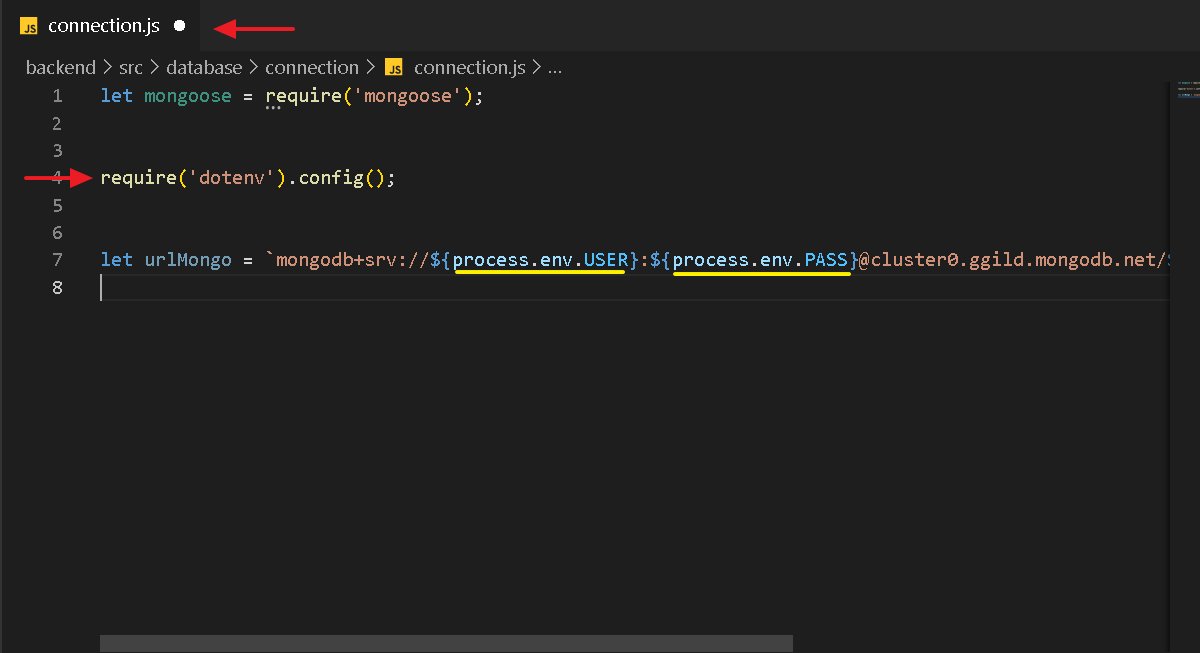 JS connection.js
backend > src > database > connection > JS connection.js > ...
1 let mongoose = require('mongoose');
2
3
4 require('dotenv').config();
5
6
7 let urlMongo = `mongodb+srv://${process.env.USER}:${process.env.PASS}@cluster0.ggild.mongodb.net/$
8